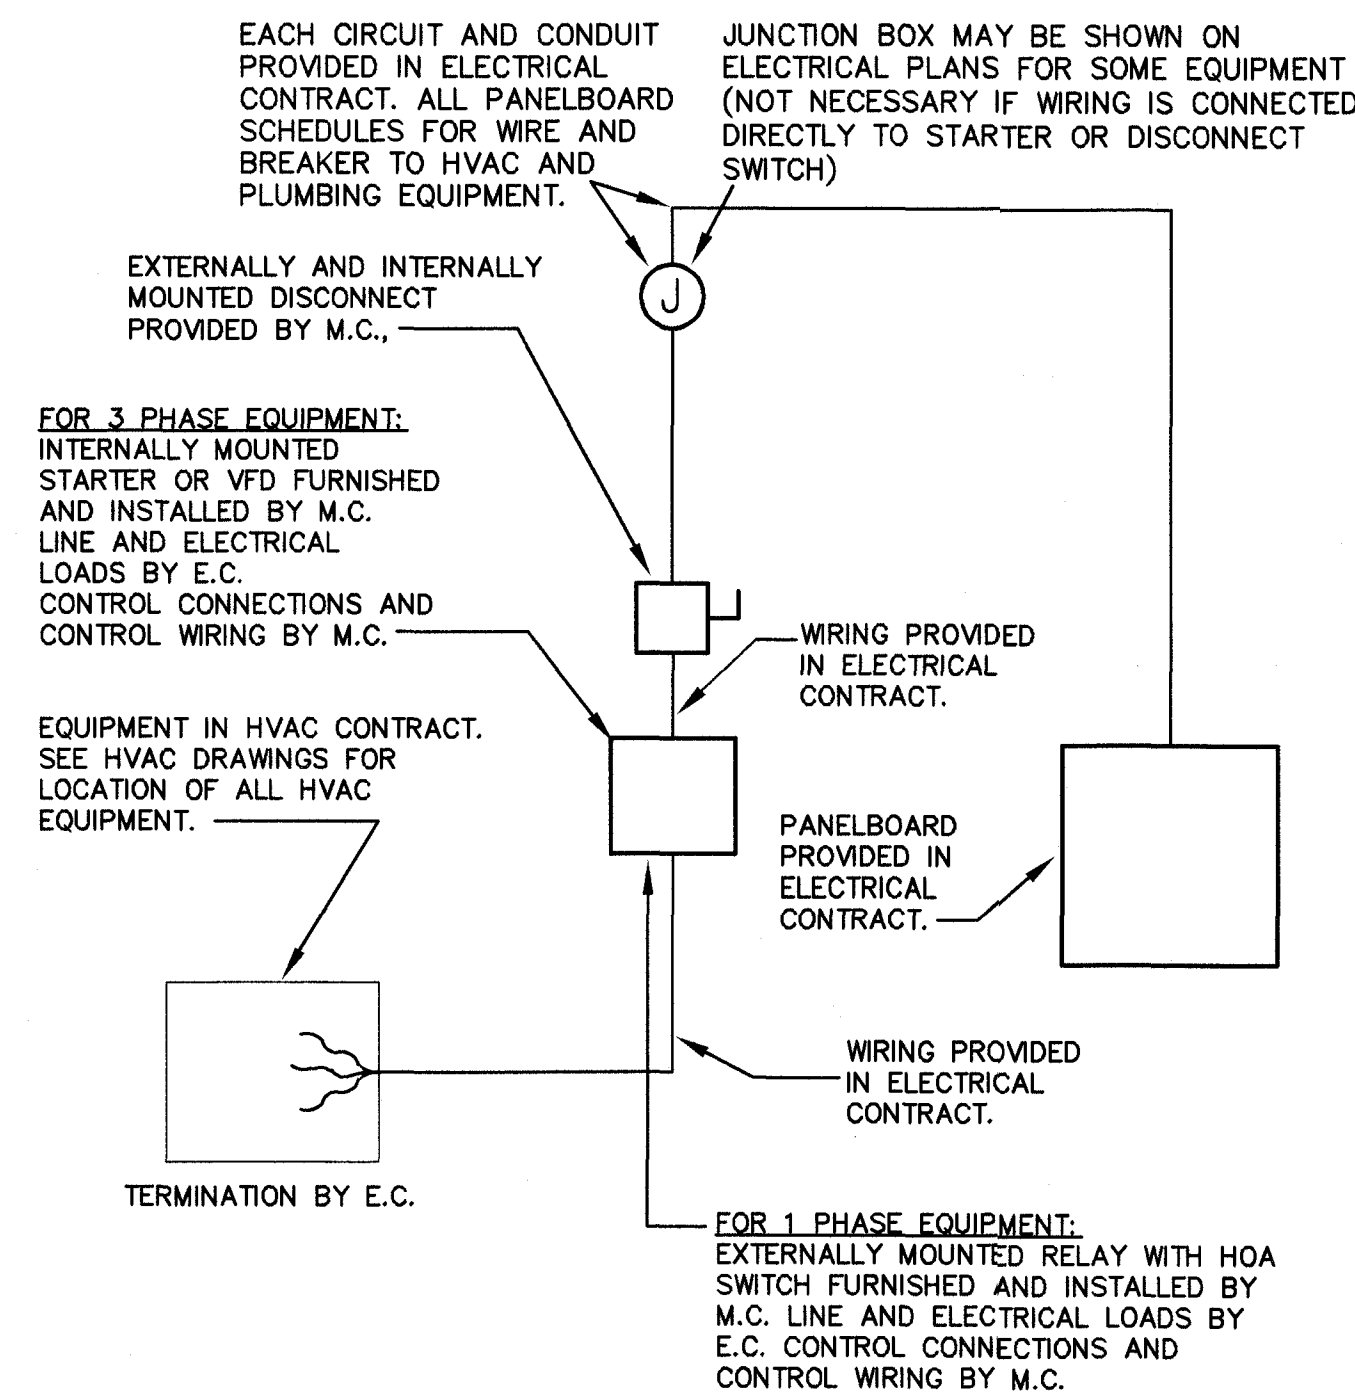 EACH CIRCUIT AND CONDUIT
PROVIDED IN ELECTRICAL
CONTRACT. ALL PANELBOARD
SCHEDULES FOR WIRE AND
BREAKER TO HVAC AND
PLUMBING EQUIPMENT.
JUNCTION BOX MAY BE SHOWN ON
ELECTRICAL PLANS FOR SOME EQUIPMENT
(NOT NECESSARY IF WIRING IS CONNECTED
DIRECTLY TO STARTER OR DISCONNECT
SWITCH)
EXTERNALLY AND INTERNALLY
MOUNTED DISCONNECT
PROVIDED BY M.C.,
J
FOR 3 PHASE EQUIPMENT:
INTERNALLY MOUNTED
STARTER OR VFD FURNISHED
AND INSTALLED BY M.C.
LINE AND ELECTRICAL
LOADS BY E.C.
CONTROL CONNECTIONS AND
CONTROL WIRING BY M.C.
WIRING PROVIDED
IN ELECTRICAL
CONTRACT.
EQUIPMENT IN HVAC CONTRACT.
SEE HVAC DRAWINGS FOR
LOCATION OF ALL HVAC
EQUIPMENT.
PANELBOARD
PROVIDED IN
ELECTRICAL
CONTRACT.
WIRING PROVIDED
IN ELECTRICAL
CONTRACT.
TERMINATION BY E.C.
FOR 1 PHASE EQUIPMENT:
EXTERNALLY MOUNTED RELAY WITH HOA
SWITCH FURNISHED AND INSTALLED BY
M.C. LINE AND ELECTRICAL LOADS BY
E.C. CONTROL CONNECTIONS AND
CONTROL WIRING BY M.C.